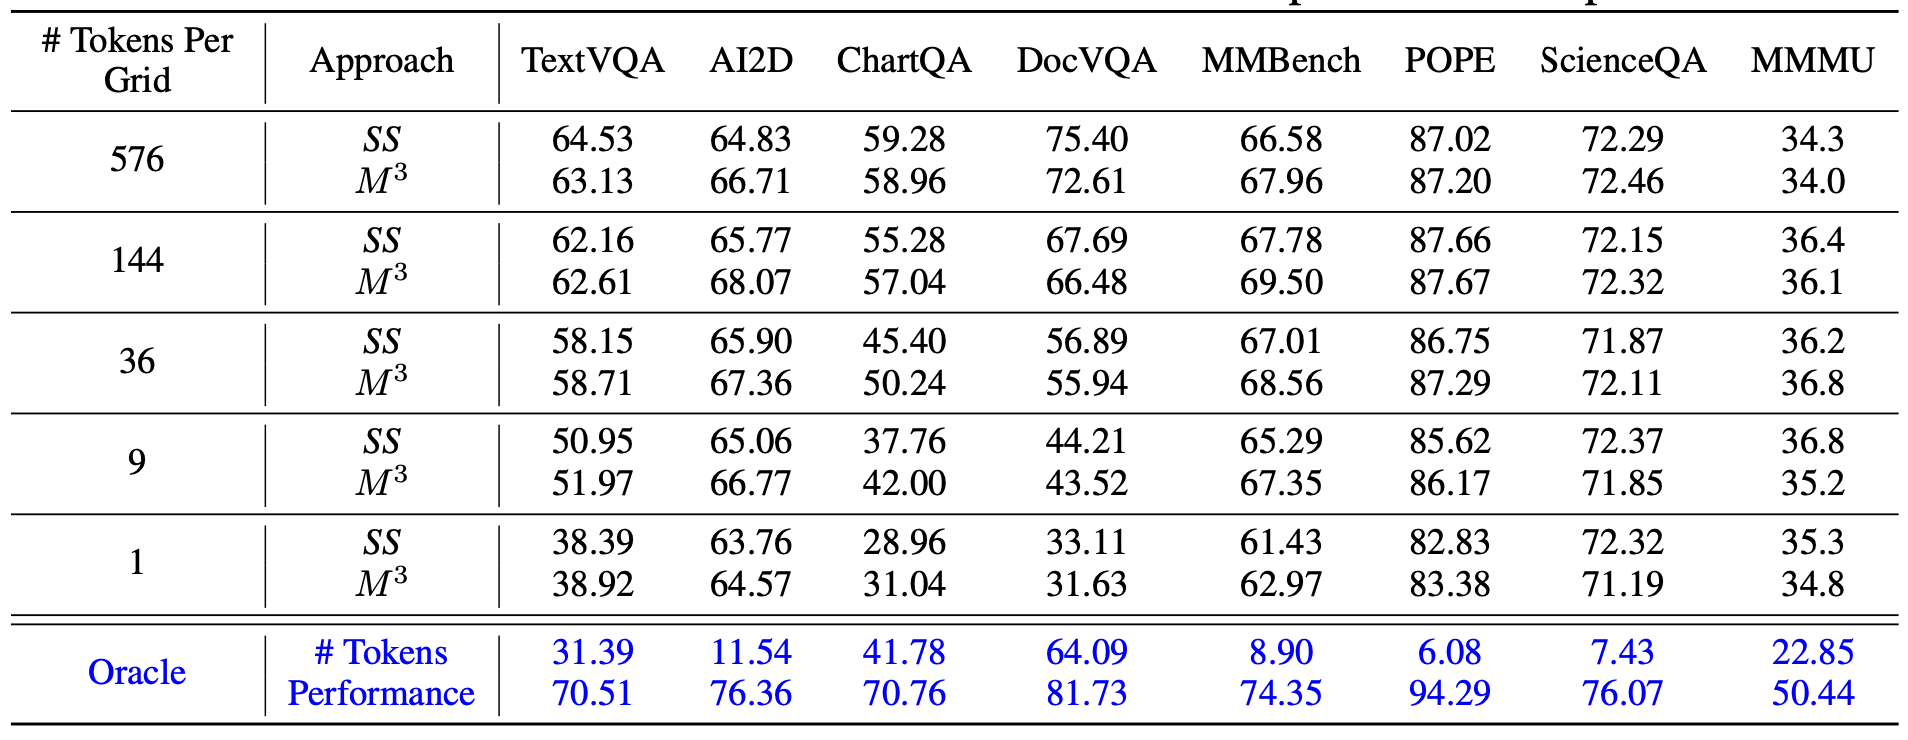 # Tokens Per Grid Approach TextVQA AI2D ChartQA DocVQA MMBench POPE ScienceQA MMMU
576 SS 64.53 64.83 59.28 75.40 66.58 87.02 72.29 34.3
M³ 63.13 66.71 58.96 72.61 67.96 87.20 72.46 34.0
144 SS 62.16 65.77 55.28 67.69 67.78 87.66 72.15 36.4
M³ 62.61 68.07 57.04 66.48 69.50 87.67 72.32 36.1
36 SS 58.15 65.90 45.40 56.89 67.01 86.75 71.87 36.2
M³ 58.71 67.36 50.24 55.94 68.56 87.29 72.11 36.8
9 SS 50.95 65.06 37.76 44.21 65.29 85.62 72.37 36.8
M³ 51.97 66.77 42.00 43.52 67.35 86.17 71.85 35.2
1 SS 38.39 63.76 28.96 33.11 61.43 82.83 72.32 35.3
M³ 38.92 64.57 31.04 31.63 62.97 83.38 71.19 34.8
Oracle # Tokens 31.39 11.54 41.78 64.09 8.90 6.08 7.43 22.85
Performance 70.51 76.36 70.76 81.73 74.35 94.29 76.07 50.44